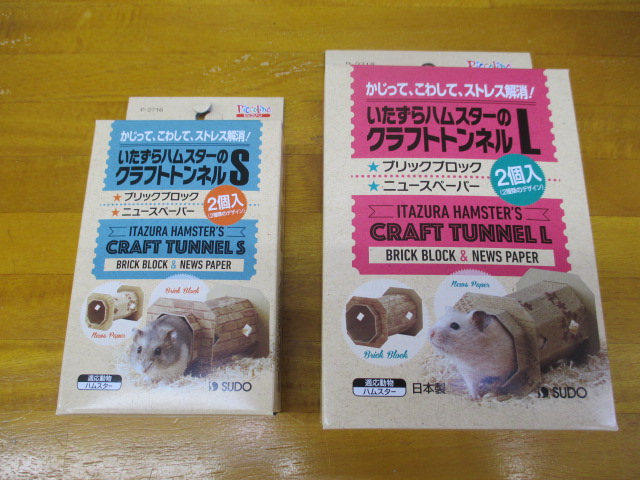 P-2716
Piccolino
かじって、こわして、ストレス解消!
いたずらハムスターの
クラフトトンネル S
★ブリックブロック
★ニュースペーパー
2個入
(2種類のデザイン)
ITAZURA HAMSTER'S
CRAFT TUNNEL S
BRICK BLOCK & NEWS PAPER
Brick Block
News Paper
適応動物
ハムスター
SUDO
Piccolino
かじって、こわして、ストレス解消!
いたずらハムスターの
クラフトトンネル L
★ブリックブロック
★ニュースペーパー
2個入
(2種類のデザイン)
ITAZURA HAMSTER'S
CRAFT TUNNEL L
BRICK BLOCK & NEWS PAPER
News Paper
Brick Block
適応動物
ハムスター
日本製
SUDO